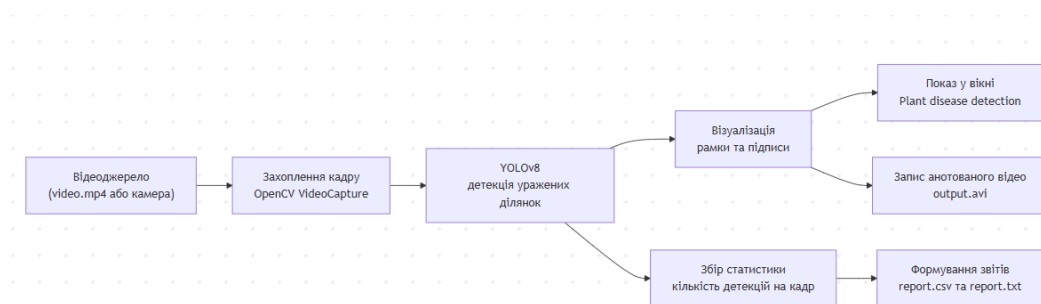 Відеоджерело
(video.mp4 або камера)
Захоплення кадру
OpenCV VideoCapture
YOLOv8
детекція уражених
ділянок
Візуалізація
рамки та підписи
Показ у вікні
Plant disease detection
Запис анотованого відео
output.avi
Збір статистики
кількість детекцій на кадр
Формування звітів
report.csv та report.txt